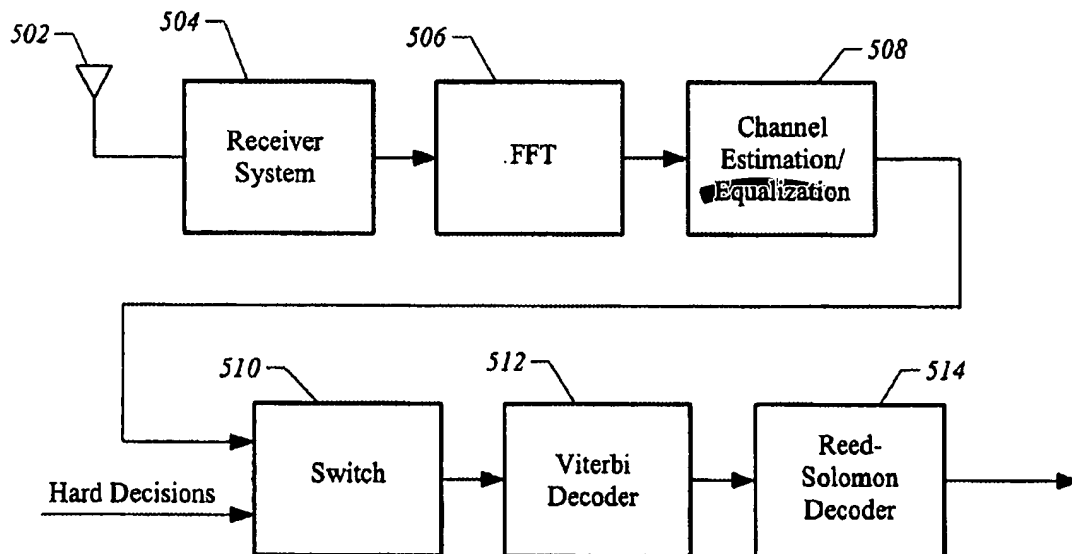 502
504
506
508
Receiver
System
.FFT
Channel
Estimation/
Equalization
510
512
514
Hard Decisions
Switch
Viterbi
Decoder
Reed-
Solomon
Decoder